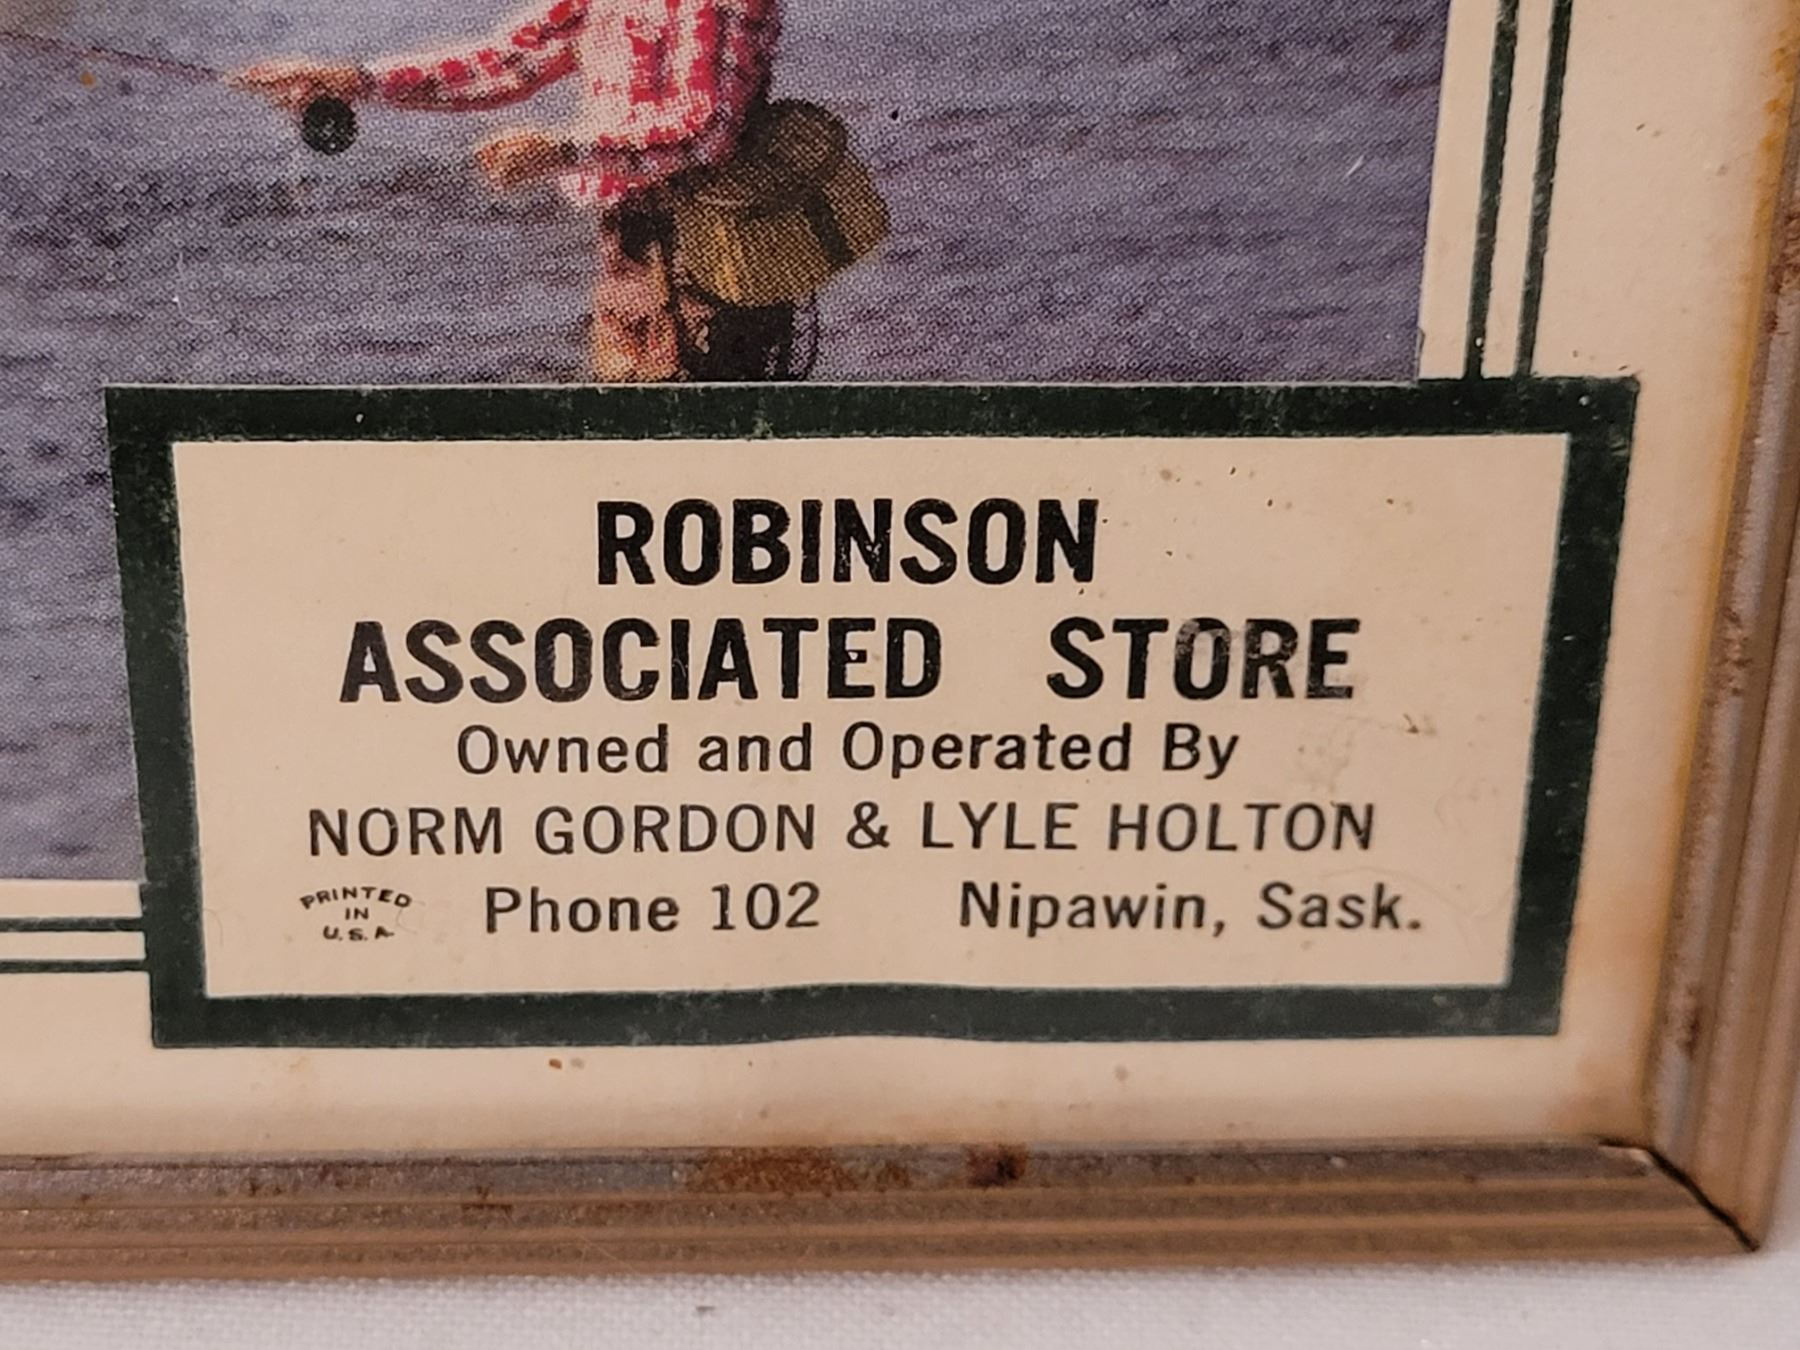 ROBINSON
ASSOCIATED STORE
Owned and Operated By
NORM GORDON & LYLE HOLTON
PRINTED
IN
U.S.A.
Phone 102 Nipawin, Sask.